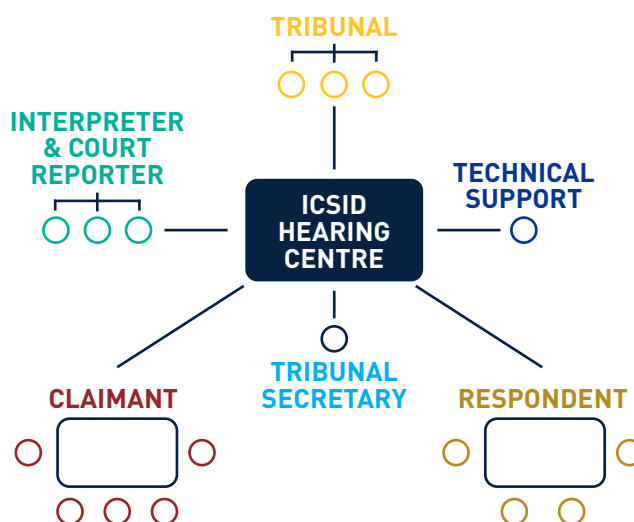 TRIBUNAL
INTERPRETER
& COURT
REPORTER
TECHNICAL
SUPPORT
ICSID
HEARING
CENTRE
TRIBUNAL
SECRETARY
CLAIMANT
RESPONDENT